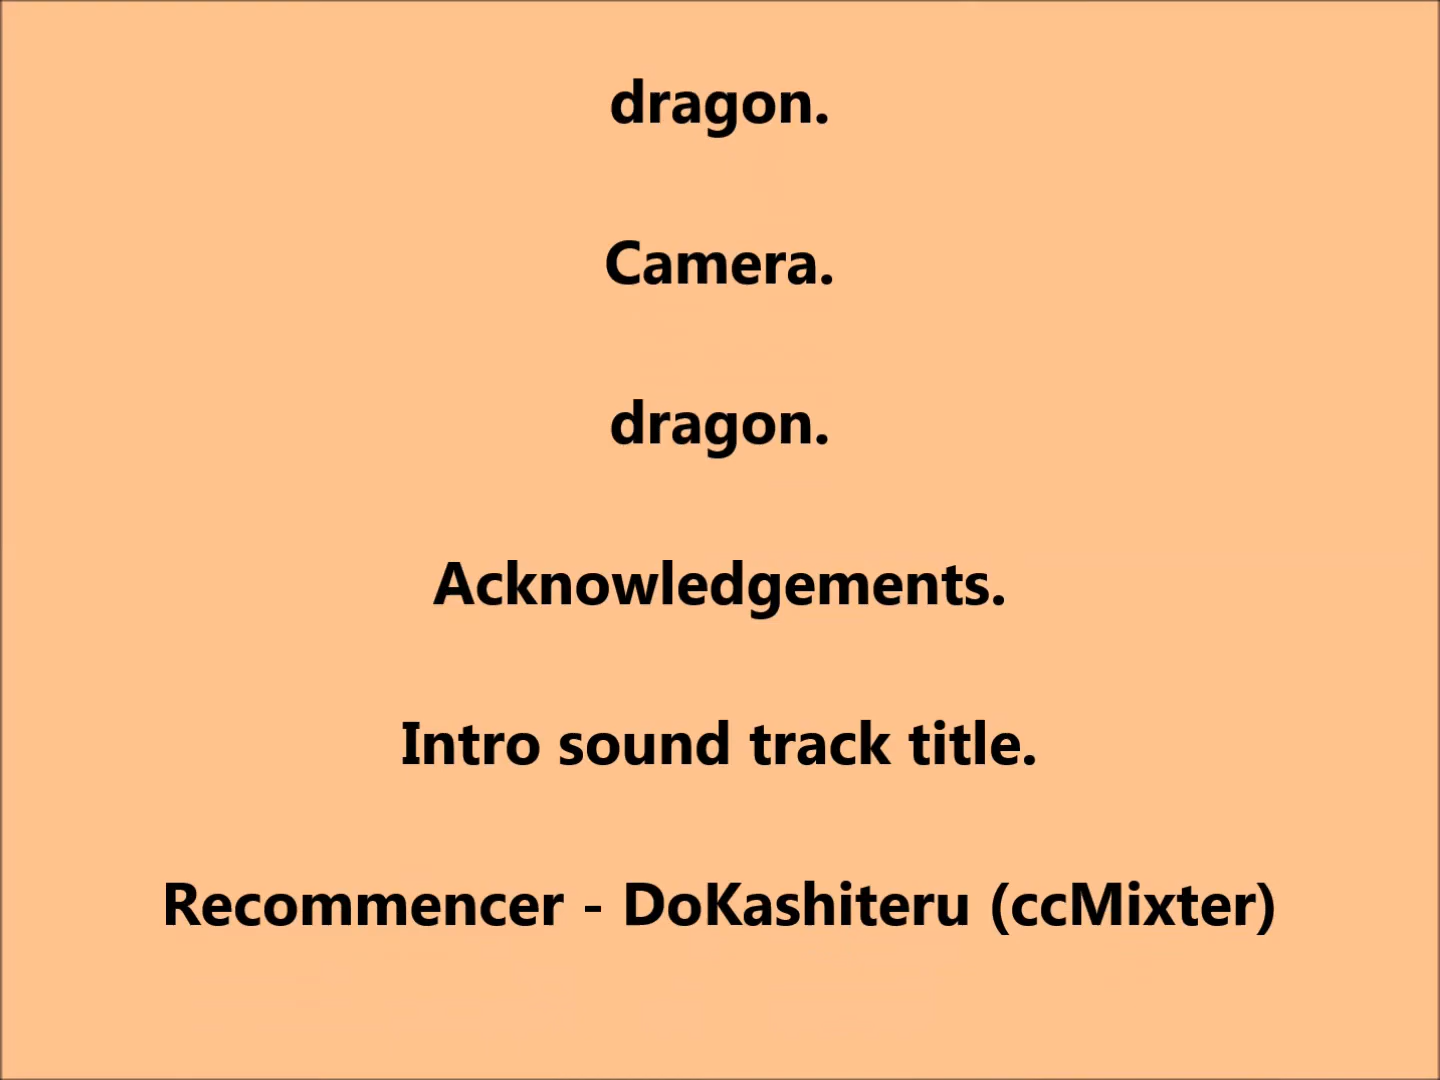 dragon.
Camera.
dragon.
Acknowledgements.
Intro sound track title.
Recommencer - DoKashiteru (ccMixter)